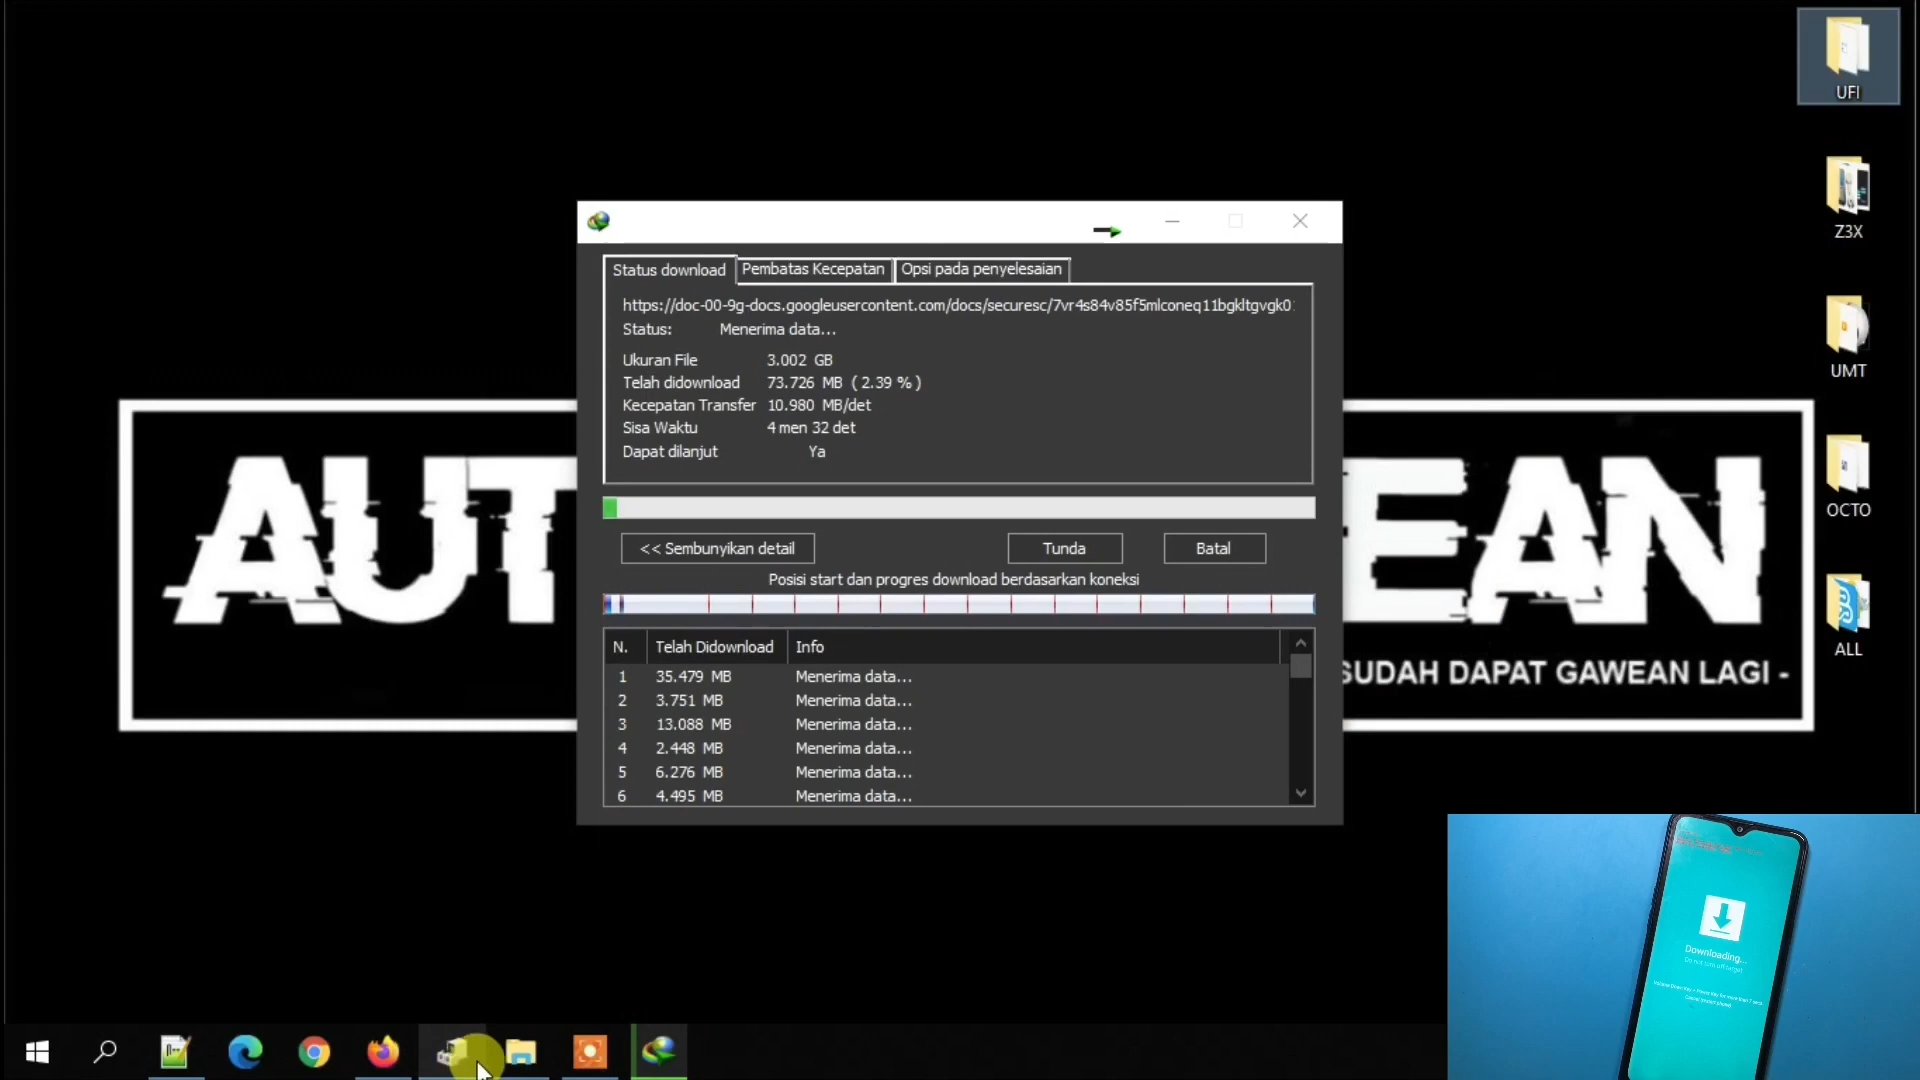 UFI
Z3X
UMT
OCTO
ALL
Status download
Pembatas Kecepatan
Opsi pada penyelesaian
https://doc-00-9g-docs.googleusercontent.com/docs/securesc/7vr4s84v85f5mlconeq11bgkltgvgk0
Status: Menerima data...
Ukuran File 3.002 GB
Telah didownload 73.726 MB ( 2.39 % )
Kecepatan Transfer 10.980 MB/det
Sisa Waktu 4 men 32 det
Dapat dilanjut Ya
<< Sembunyikan detail
Tunda
Batal
Posisi start dan progres download berdasarkan koneksi
N. Telah Didownload Info
1 35.479 MB Menerima data...
2 3.751 MB Menerima data...
3 13.088 MB Menerima data...
4 2.448 MB Menerima data...
5 6.276 MB Menerima data...
6 4.495 MB Menerima data...
AUT
EAN
SUDAH DAPAT GAWEAN LAGI -
Downloading...
Do not turn off target